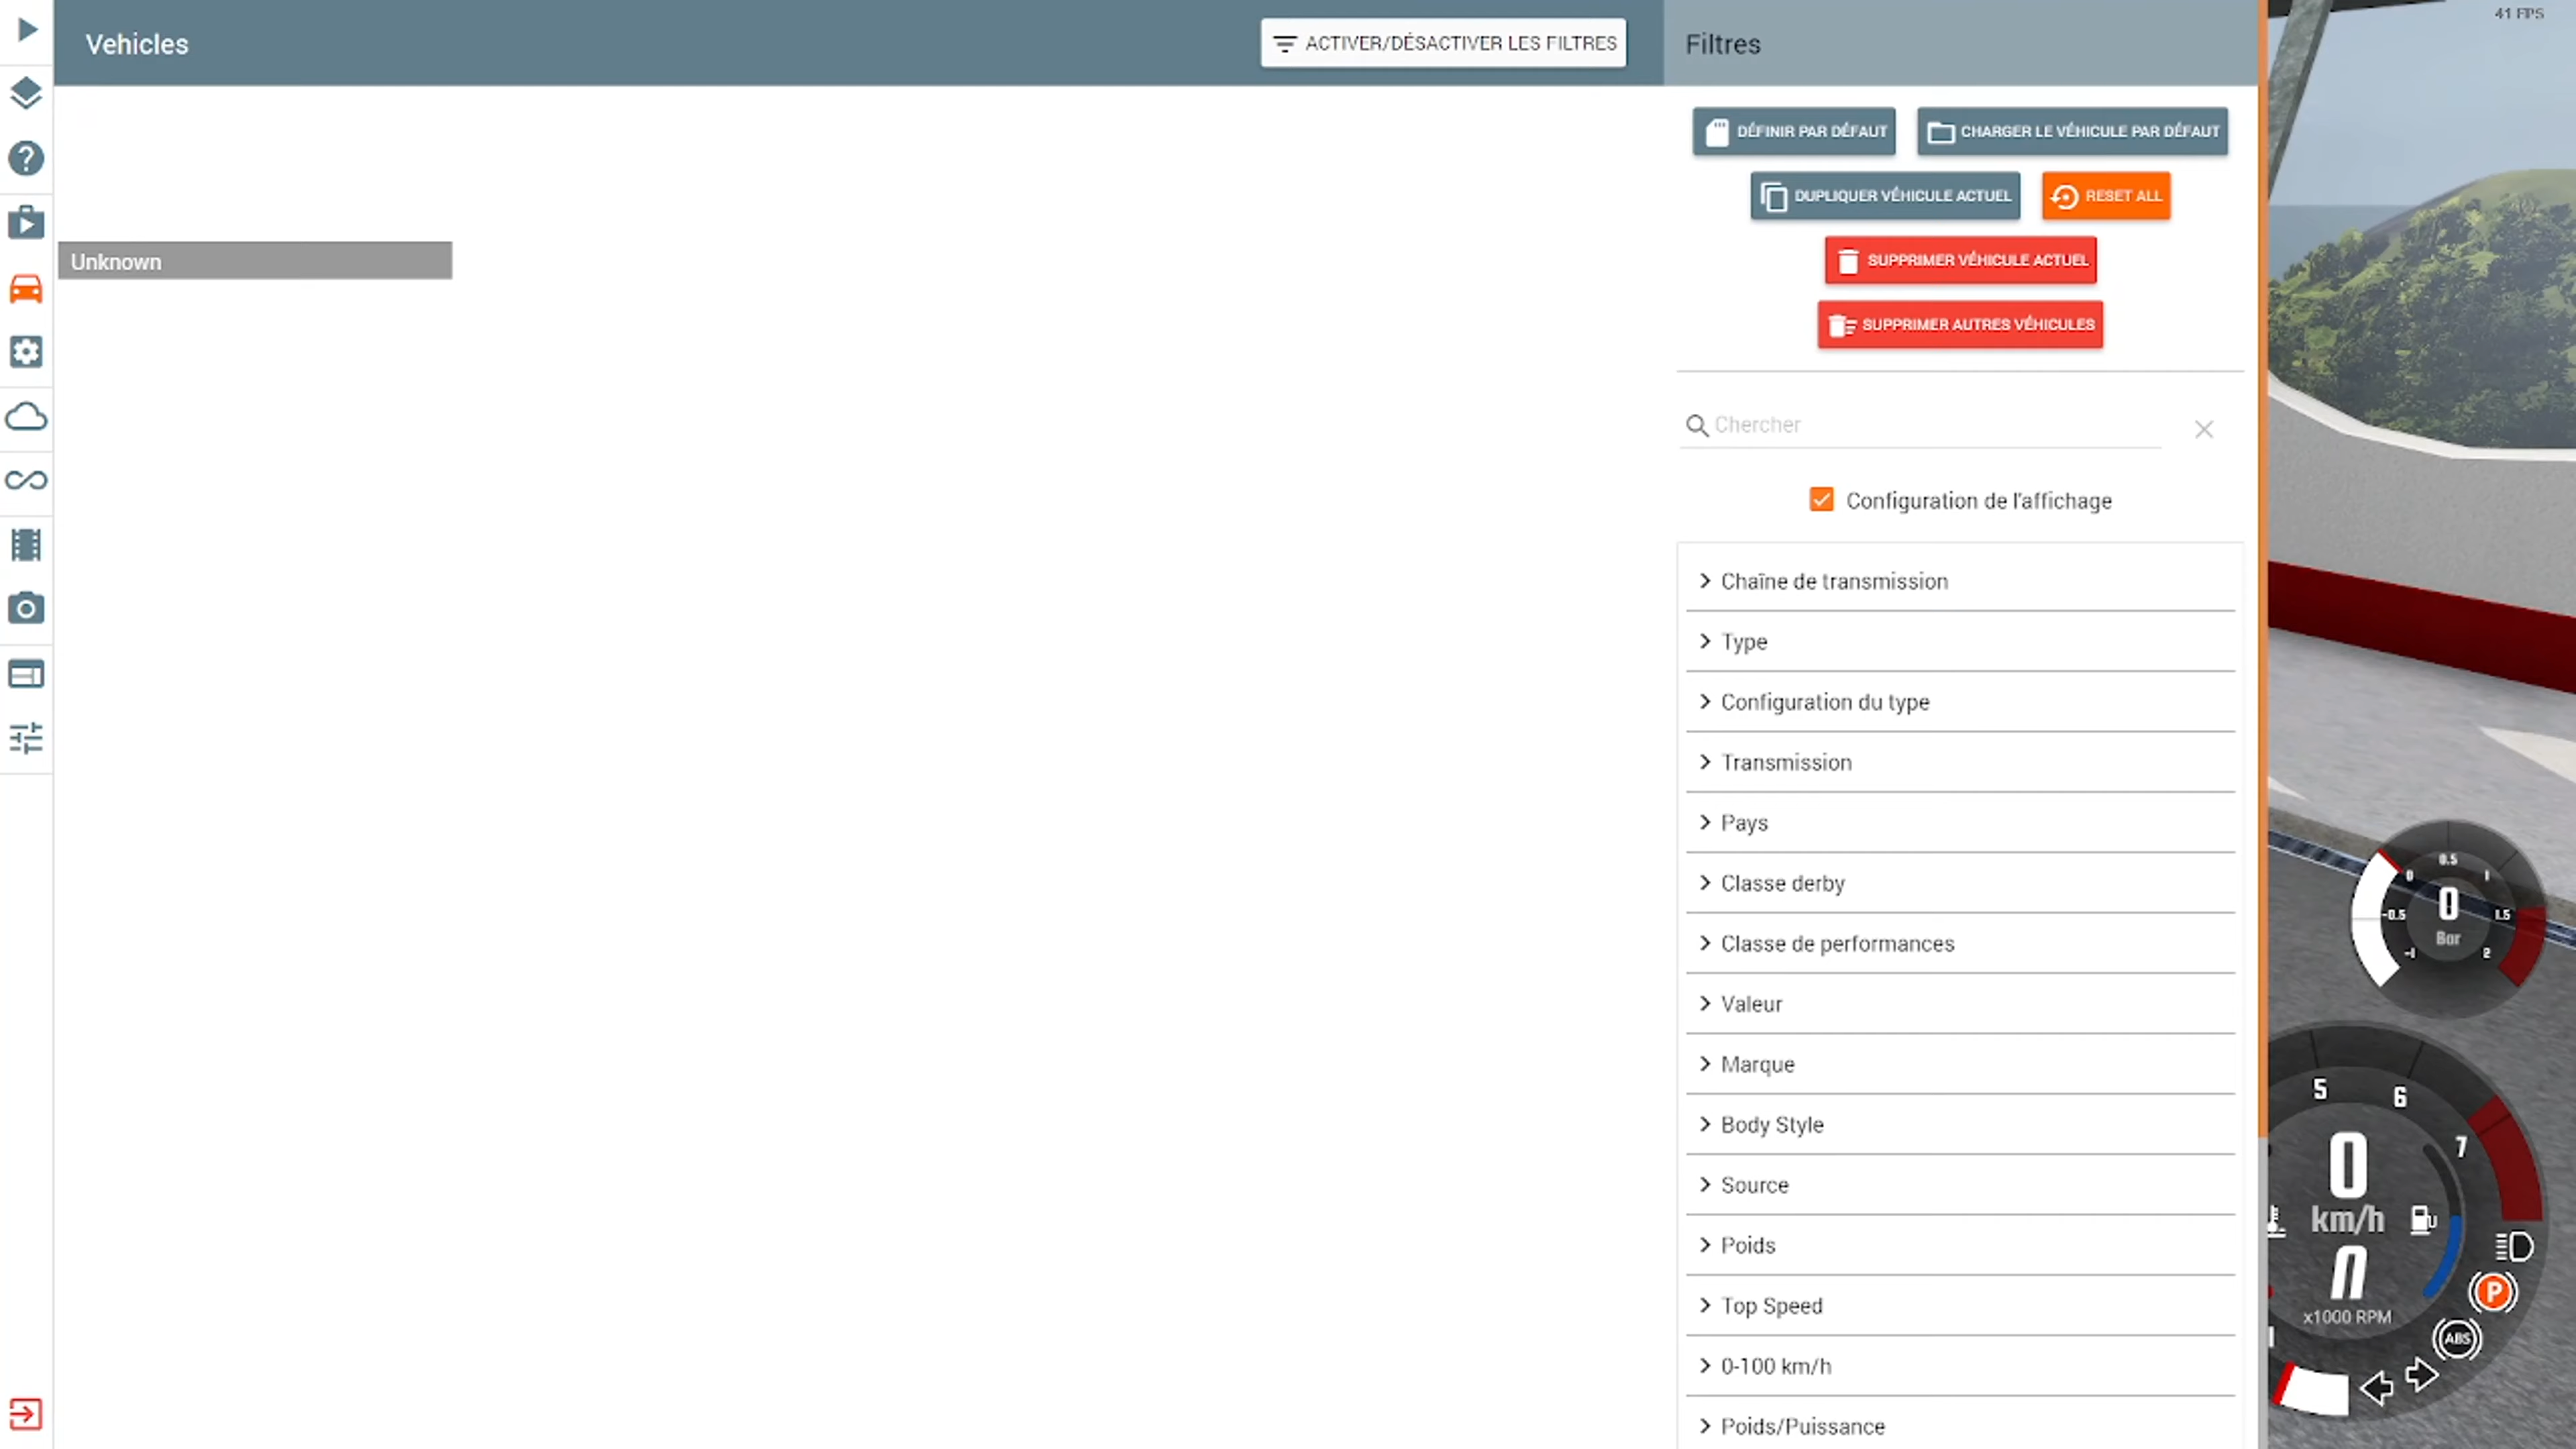 41 FPS
Vehicles
ACTIVER/DÉSACTIVER LES FILTRES
Filtres
DÉFINIR PAR DÉFAUT
CHARGER LE VÉHICULE PAR DÉFAUT
DUPLIQUER VÉHICULE ACTUEL
RESET ALL
Unknown
SUPPRIMER VÉHICULE ACTUEL
SUPPRIMER AUTRES VÉHICULES
Chercher
Configuration de l'affichage
Chaîne de transmission
Type
Configuration du type
Transmission
Pays
Classe derby
Classe de performances
Valeur
Marque
Body Style
Source
Poids
Top Speed
0-100 km/h
Poids/Puissance
0.5
0
1
-0.5
0
1.5
Bar
-1
2
5
6
7
0
km/h
n
x1000 RPM
P
ABS